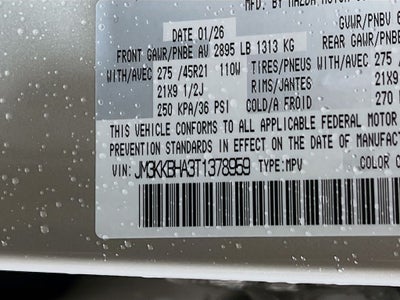 MFD. BY MAZDA MOTOR
DATE 01/26
GVWR/PNBV
FRONT GAWR/PNBE AV 2895 LB 1313 KG REAR GAWR/PNBE
WITH/AVEC 275 /45R21 110W TIRES/PNEUS WITH/AVEC 275
21X9 1/2J RIMS/JANTES 21X9
250 KPA/36 PSI COLD/A FROID 270
THIS VEHICLE CONFORMS TO ALL APPLICABLE FEDERAL MOTOR
PREVENTION STANDARDS IN EFFECT ON THE DATE OF MANUFACTUR
VIN: JM3KKBHA3T1378959 TYPE:MPV COLOR